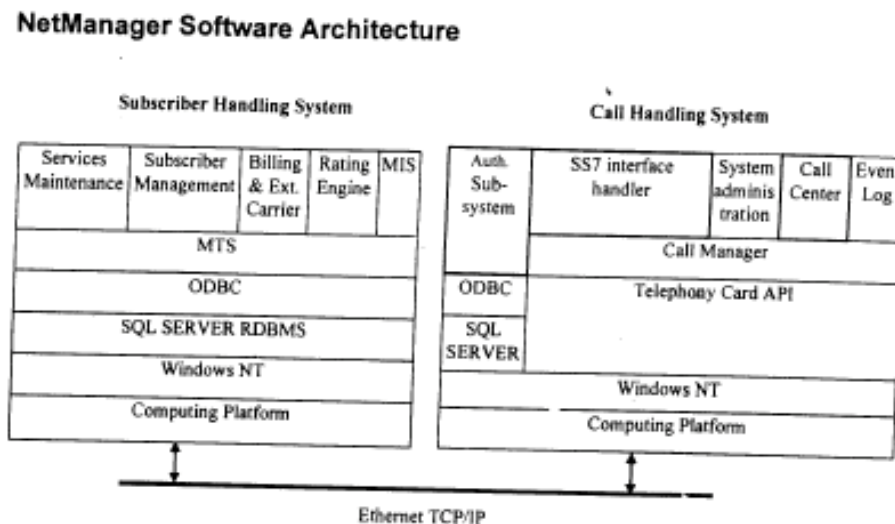 NetManager Software Architecture
Subscriber Handling System
Services
Maintenance
Subscriber
Management
Billing
& Ext.
Carrier
Rating
Engine
MIS
MTS
ODBC
SQL SERVER RDBMS
Windows NT
Computing Platform
Call Handling System
Auth.
Sub-
system
SS7 interface
handler
System
adminis
tration
Call
Center
Even
Log
Call Manager
ODBC
Telephony Card API
SQL
SERVER
Windows NT
Computing Platform
Ethernet TCP/IP